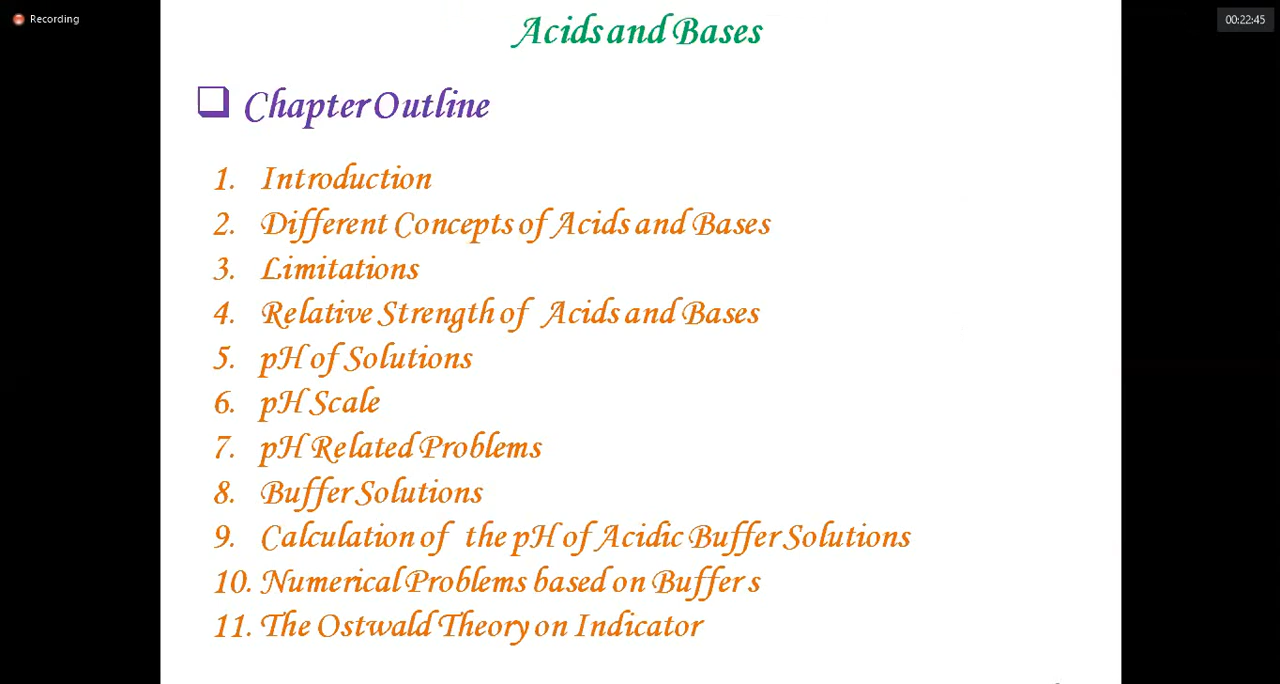 Recording
00:22:45
Acids and Bases
Chapter Outline
1. Introduction
2. Different Concepts of Acids and Bases
3. Limitations
4. Relative Strength of Acids and Bases
5. pH of Solutions
6. pH Scale
7. pH Related Problems
8. Buffer Solutions
9. Calculation of the pH of Acidic Buffer Solutions
10. Numerical Problems based on Buffer s
11. The Ostwald Theory on Indicator